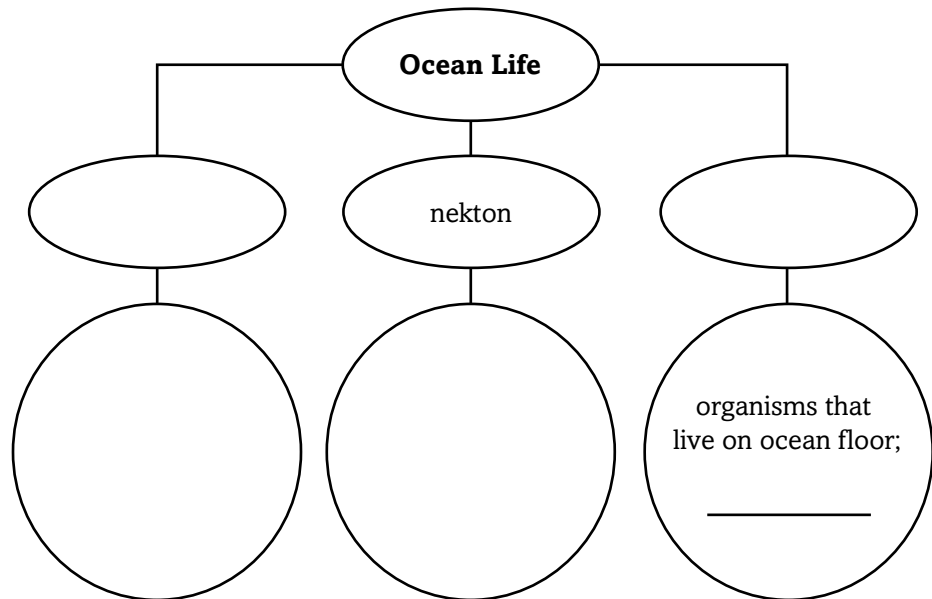 Ocean Life
nekton
organisms that
live on ocean floor;